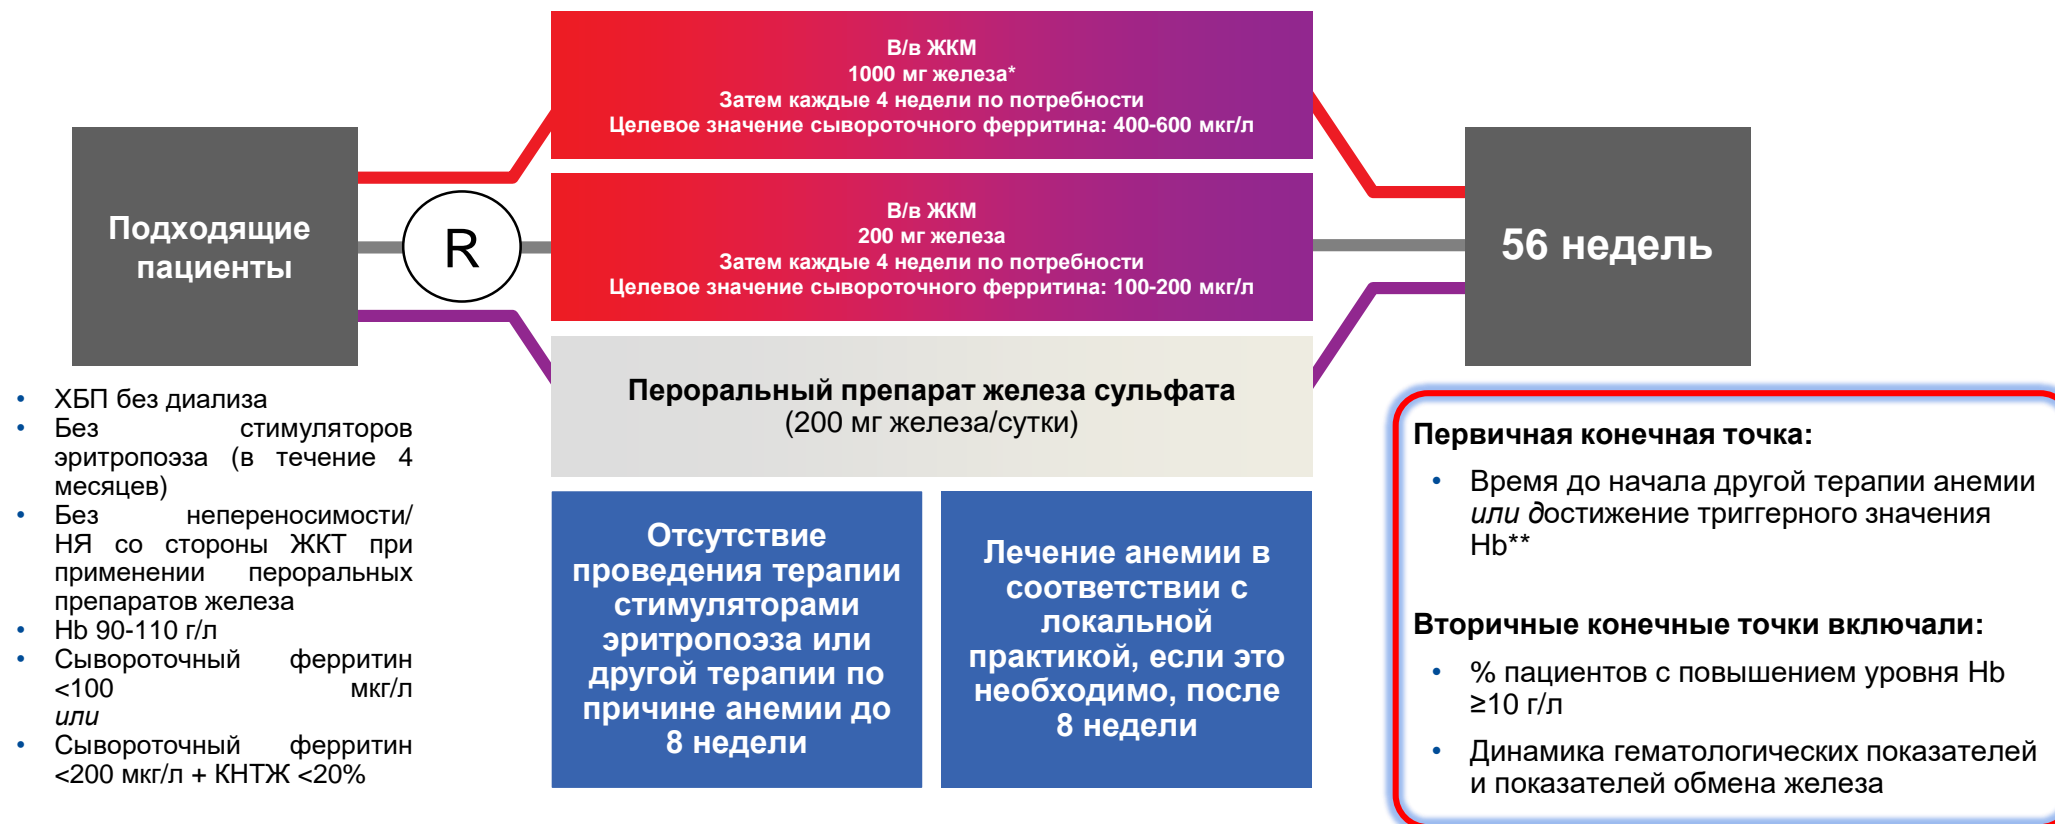 В/в ЖКМ
1000 мг железа*
Затем каждые 4 недели по потребности
Целевое значение сывороточного ферритина: 400-600 мкг/л
Подходящие
пациенты
R
В/в ЖКМ
200 мг железа
Затем каждые 4 недели по потребности
Целевое значение сывороточного ферритина: 100-200 мкг/л
56 недель
Пероральный препарат железа сульфата
(200 мг железа/сутки)
• ХБП без диализа
• Без стимуляторов
эритропоэза (в течение 4
месяцев)
• Без непереносимости/
НЯ со стороны ЖКТ при
применении пероральных
препаратов железа
• Hb 90-110 г/л
• Сывороточный ферритин
<100 мкг/л
или
• Сывороточный ферритин
<200 мкг/л + КНТЖ <20%
Отсутствие
проведения терапии
стимуляторами
эритропоэза или
другой терапии по
причине анемии до
8 недели
Лечение анемии в
соответствии с
локальной
практикой, если это
необходимо, после
8 недели
Первичная конечная точка:
• Время до начала другой терапии анемии
или достижение триггерного значения
Hb**
Вторичные конечные точки включали:
• % пациентов с повышением уровня Hb
≥10 г/л
• Динамика гематологических показателей
и показателей обмена железа